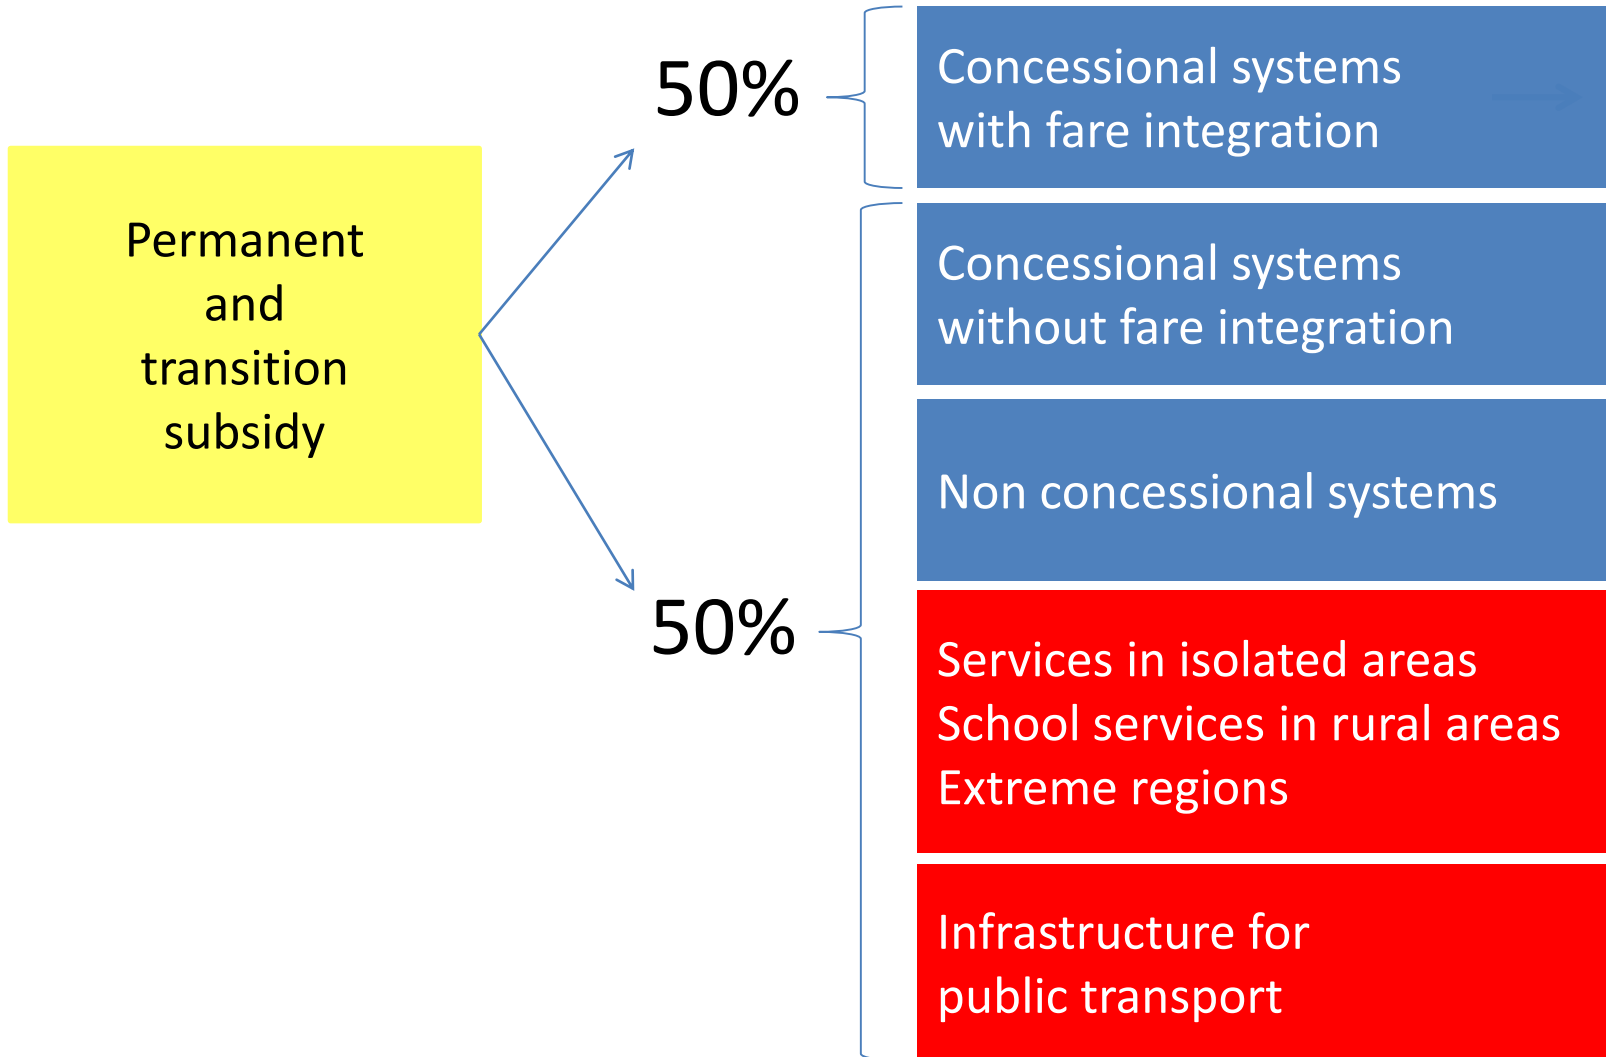 Permanent
and
transition
subsidy
50%
Concessional systems
with fare integration
50%
Concessional systems
without fare integration
Non concessional systems
Services in isolated areas
School services in rural areas
Extreme regions
Infrastructure for
public transport